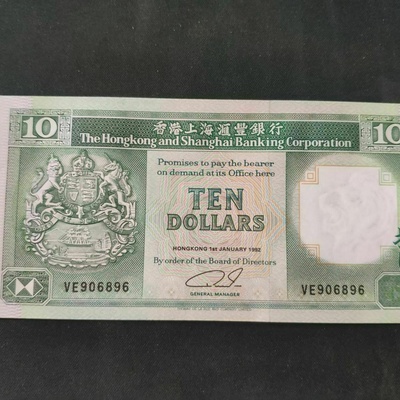 10
香港上海滙豐銀行
10
The Hongkong and Shanghai Banking Corporation
Promises to pay the bearer
on demand at its Office here
TEN
DOLLARS
HONGKONG 1st JANUARY 1992
By order of the Board of Directors
GENERAL MANAGER
VE906896
VE906896